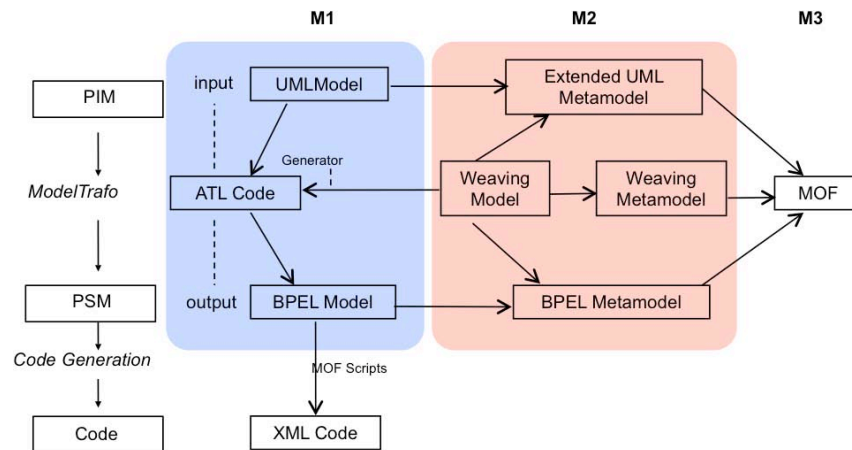 M1
M2
M3
PIM
input
UMLModel
Extended UML
Metamodel
Generator
ModelTrafo
ATL Code
Weaving
Model
Weaving
Metamodel
MOF
PSM
output
BPEL Model
BPEL Metamodel
Code Generation
MOF Scripts
Code
XML Code